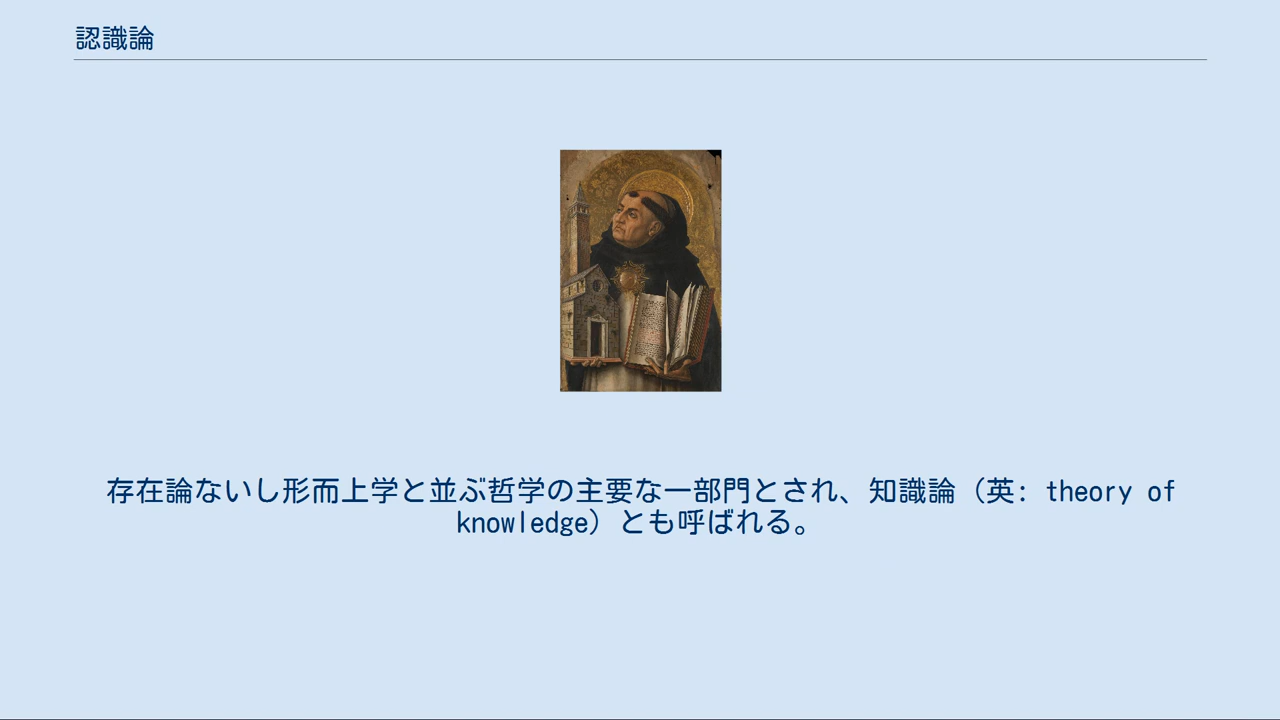 認識論
存在論ないし形而上学と並ぶ哲学の主要な一部門とされ、知識論（英: theory of
knowledge）とも呼ばれる。